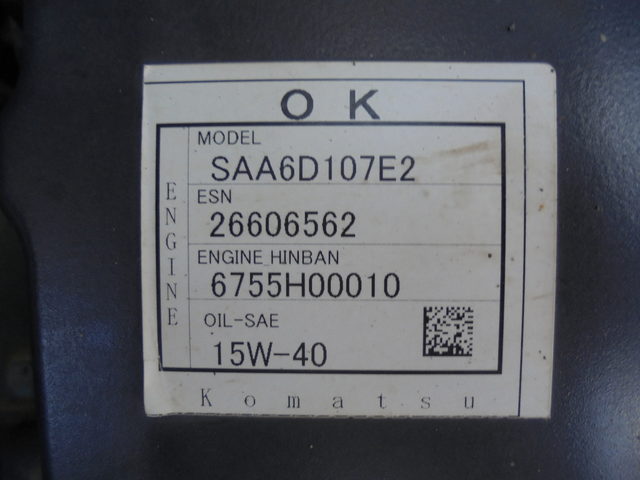 OK
ENGINE
MODEL
SAA6D107E2
ESN
26606562
ENGINE HINBAN
6755H00010
OIL-SAE
15W-40
Komatsu